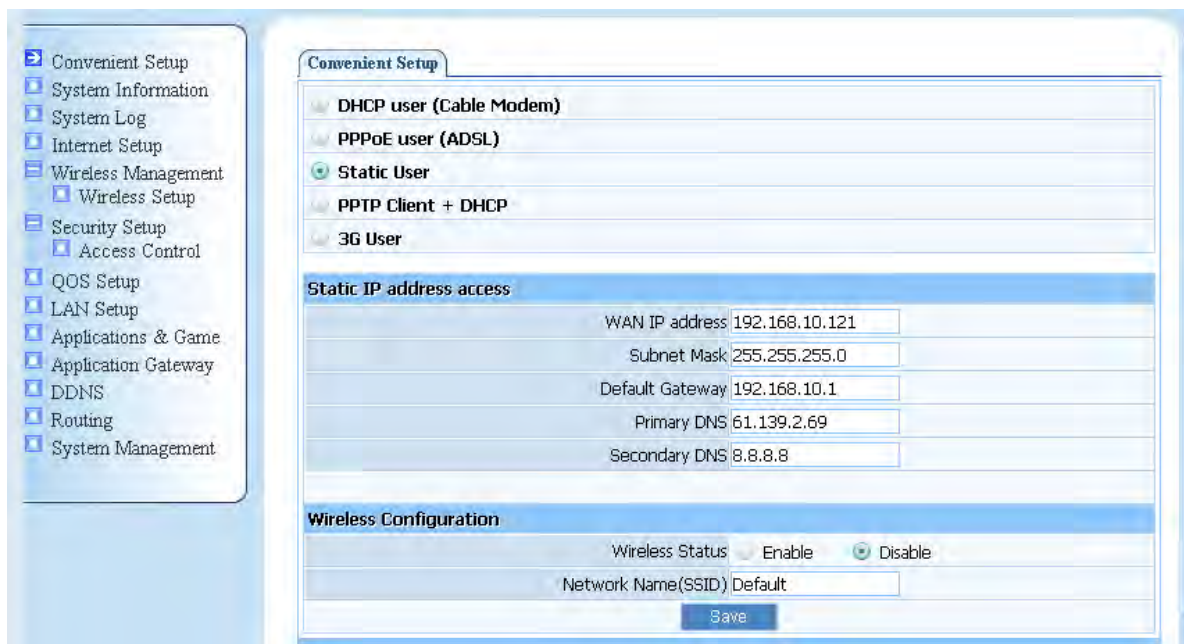 Convenient Setup
System Information
System Log
Internet Setup
Wireless Management
Wireless Setup
Security Setup
Access Control
QOS Setup
LAN Setup
Applications & Game
Application Gateway
DDNS
Routing
System Management
Convenient Setup
DHCP user (Cable Modem)
PPPoE user (ADSL)
Static User
PPTP Client + DHCP
3G User
Static IP address access
WAN IP address 192.168.10.121
Subnet Mask 255.255.255.0
Default Gateway 192.168.10.1
Primary DNS 61.139.2.69
Secondary DNS 8.8.8.8
Wireless Configuration
Wireless Status Enable Disable
Network Name(SSID) Default
Save